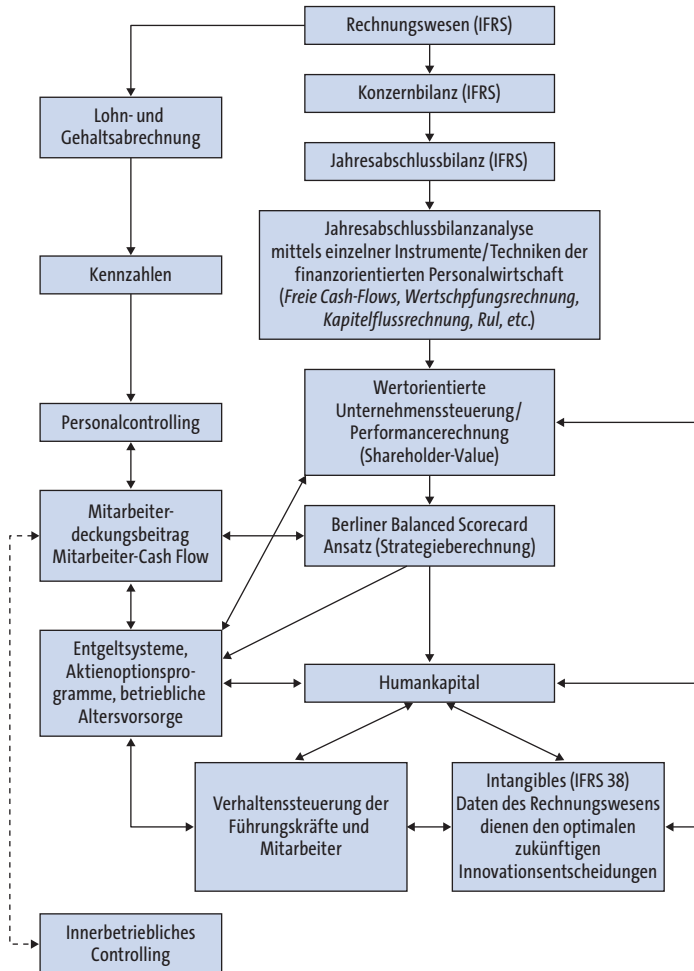 Rechnungswesen (IFRS)
Konzernbilanz (IFRS)
Lohn- und
Gehaltsabrechnung
Jahresabschlussbilanz (IFRS)
Jahresabschlussbilanzanalyse
mittels einzelner Instrumente/Techniken der
finanzorientierten Personalwirtschaft
(Freie Cash-Flows, Wertschpfungsrechnung,
Kapitelflussrechnung, RuI, etc.)
Kennzahlen
Wertorientierte
Unternehmenssteuerung/
Performancerechnung
(Shareholder-Value)
Personalcontrolling
Mitarbeiter-
deckungsbeitrag
Mitarbeiter-Cash Flow
Berliner Balanced Scorecard
Ansatz (Strategieberechnung)
Entgeltsysteme,
Aktienoptionspro-
gramme, betriebliche
Altersvorsorge
Humankapital
Verhaltenssteuerung der
Führungskräfte und
Mitarbeiter
Intangibles (IFRS 38)
Daten des Rechnungswesens
dienen den optimalen
zukünftigen
Innovationsentscheidungen
Innerbetriebliches
Controlling